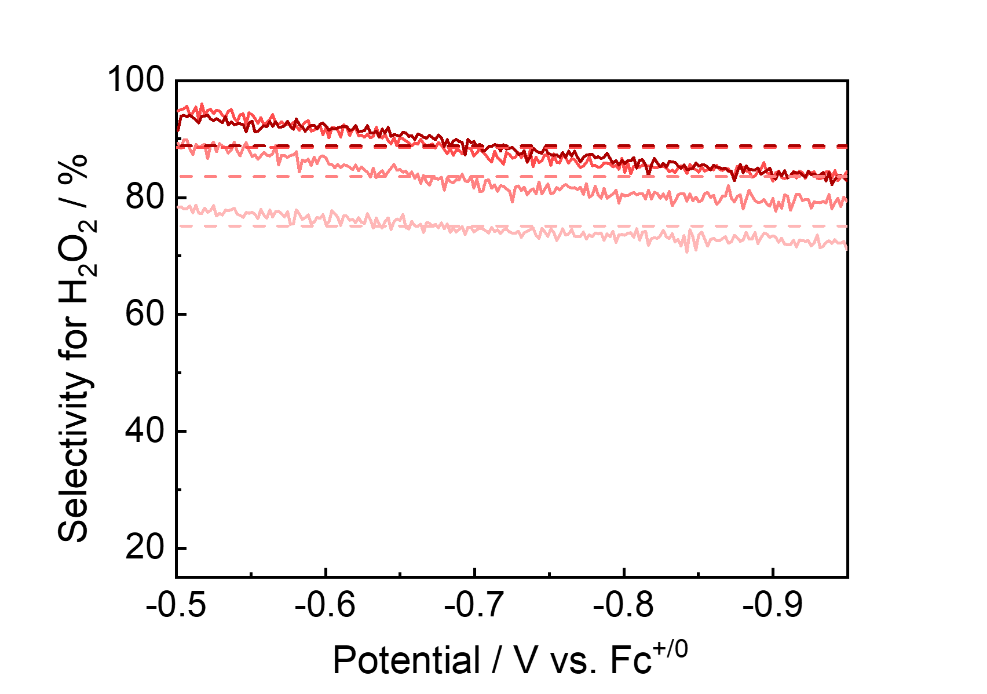 100
80
60
40
20
Selectivity for H₂O₂ / %
-0.5 -0.6 -0.7 -0.8 -0.9
Potential / V vs. Fc⁺/⁰